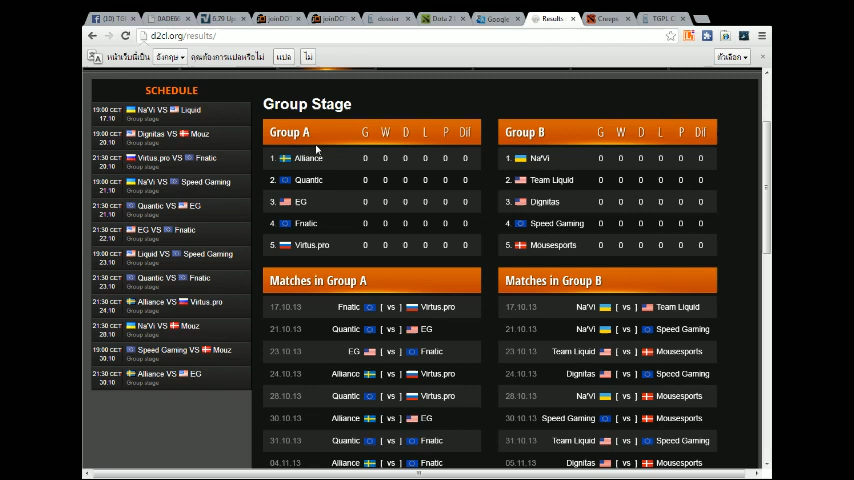 TG
0ADE60
6.79 Up
joinDOT
joinDOT
dossier
Dota 2
Google
Results
Creeps
TGPL C
d2cl.org/results/
หน้าเว็บนี้เป็น อังกฤษ คุณต้องการแปลหรือไม่ แปล ไม่ ตัวเลือก
SCHEDULE
19:00 CET Na'Vi VS Liquid
17.10 Group stage
19:00 CET Dignitas VS Mouz
20.10 Group stage
21:30 CET Virtus.pro VS Fnatic
20.10 Group stage
19:00 CET Na'Vi VS Speed Gaming
21.10 Group stage
21:30 CET Quantic VS EG
21.10 Group stage
21:30 CET EG VS Fnatic
22.10 Group stage
19:00 CET Liquid VS Speed Gaming
23.10 Group stage
21:30 CET Quantic VS Fnatic
23.10 Group stage
21:30 CET Alliance VS Virtus.pro
24.10 Group stage
21:30 CET Na'Vi VS Mouz
28.10 Group stage
19:00 CET Speed Gaming VS Mouz
30.10 Group stage
21:30 CET Alliance VS EG
30.10 Group stage
Group Stage
Group A G W D L P Dif
1. Alliance 0 0 0 0 0 0
2. Quantic 0 0 0 0 0 0
3. EG 0 0 0 0 0 0
4. Fnatic 0 0 0 0 0 0
5. Virtus.pro 0 0 0 0 0 0
Group B G W D L P Dif
1. Na'Vi 0 0 0 0 0 0
2. Team Liquid 0 0 0 0 0 0
3. Dignitas 0 0 0 0 0 0
4. Speed Gaming 0 0 0 0 0 0
5. Mousesports 0 0 0 0 0 0
Matches in Group A
17.10.13 Fnatic [ vs ] Virtus.pro
21.10.13 Quantic [ vs ] EG
23.10.13 EG [ vs ] Fnatic
24.10.13 Alliance [ vs ] Virtus.pro
28.10.13 Quantic [ vs ] Virtus.pro
30.10.13 Alliance [ vs ] EG
31.10.13 Quantic [ vs ] Fnatic
04.11.13 Alliance [ vs ] Fnatic
Matches in Group B
17.10.13 Na'Vi [ vs ] Team Liquid
21.10.13 Na'Vi [ vs ] Speed Gaming
23.10.13 Team Liquid [ vs ] Mousesports
24.10.13 Dignitas [ vs ] Speed Gaming
28.10.13 Na'Vi [ vs ] Mousesports
30.10.13 Speed Gaming [ vs ] Mousesports
31.10.13 Team Liquid [ vs ] Speed Gaming
05.11.13 Dignitas [ vs ] Mousesports